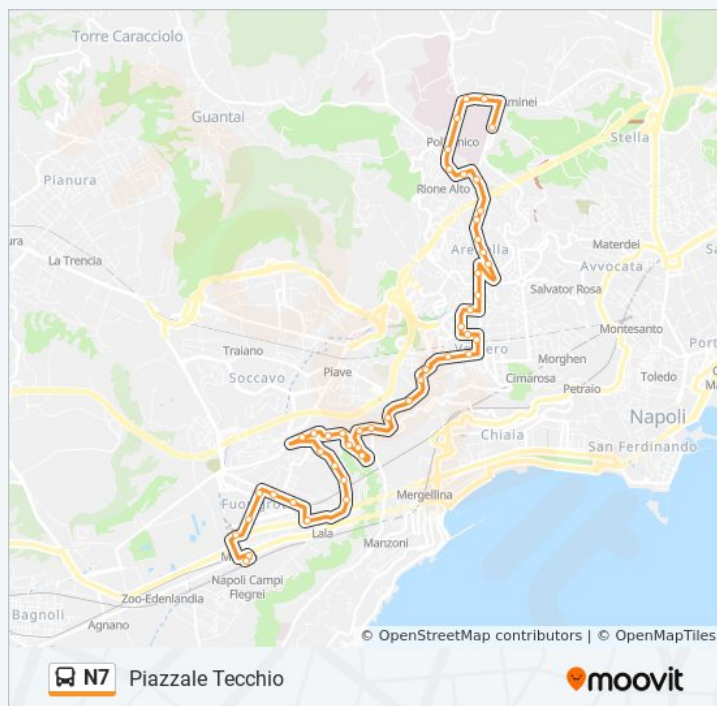 Torre Caracciolo
Guantai
minei
Stella
Pianura
Rione Alto
Materdei
La Trencia
Avvocata
Salvator Rosa
Montesanto
Traiano
Port
Piave
Morghen
Toledo
Soccavo
Cimarosa
Petraio
Napoli
Chiaia
San Ferdinando
Mergellina
Lala
Manzoni
Napoli Campi
Flegrei
Zoo-Edenlandia
Bagnoli
Agnano
© OpenStreetMap contributors | © OpenMapTiles
N7 Piazzale Tecchio moovit